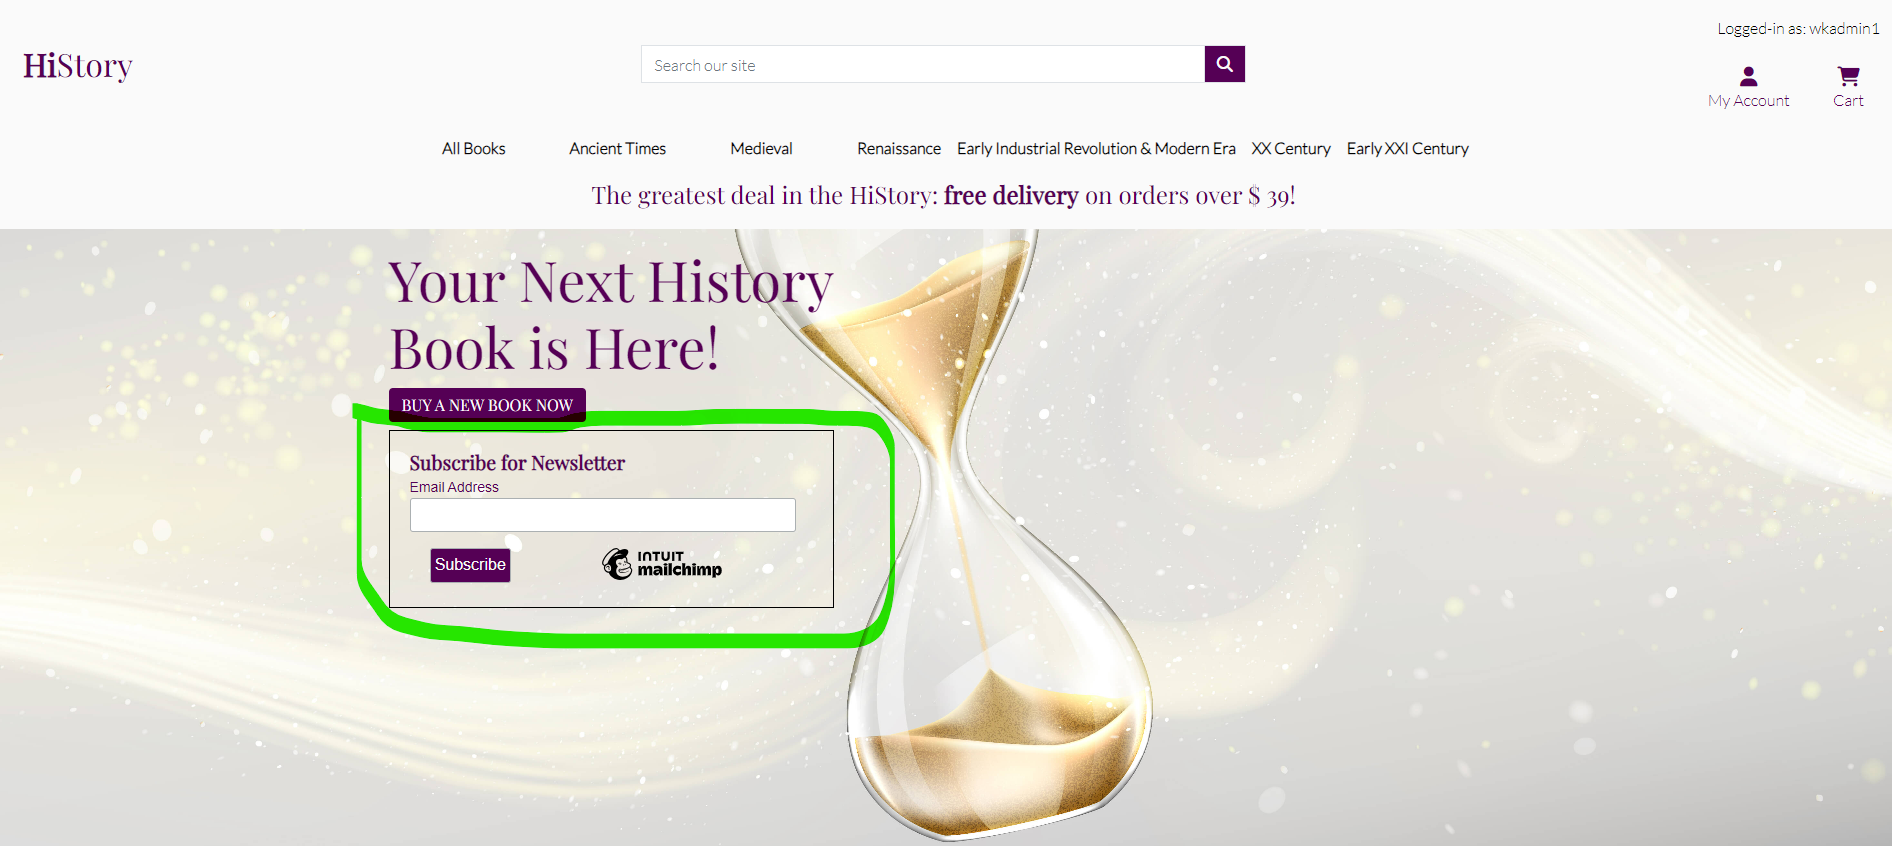 Logged-in as: wkadmin1
HiStory
Search our site
My Account
Cart
All Books
Ancient Times
Medieval
Renaissance
Early Industrial Revolution & Modern Era
XX Century
Early XXI Century
The greatest deal in the HiStory: free delivery on orders over $ 39!
Your Next History
Book is Here!
BUY A NEW BOOK NOW
Subscribe for Newsletter
Email Address
Subscribe
INTUIT
mailchimp